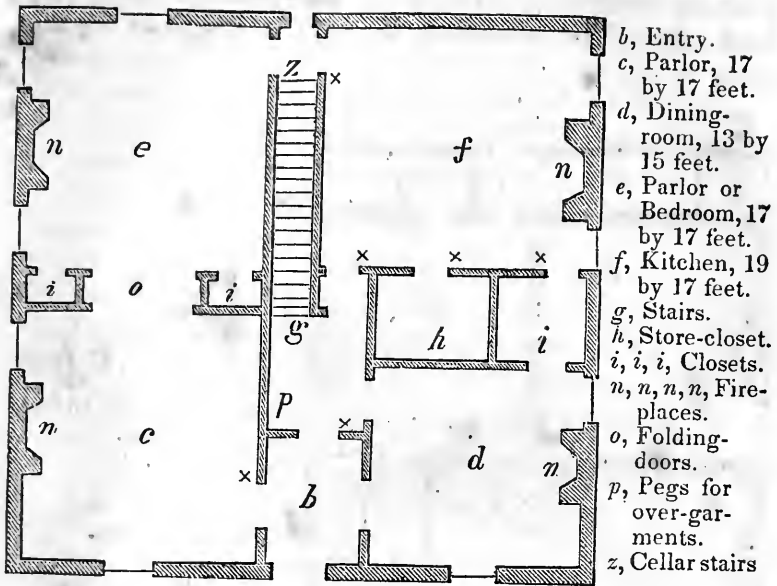 b, Entry.
c, Parlor, 17
by 17 feet.
d, Dining-
room, 13 by
15 feet.
e, Parlor or
Bedroom, 17
by 17 feet.
f, Kitchen, 19
by 17 feet.
g, Stairs.
h, Store-closet.
i, i, i, Closets.
n, n, n, n, Fire-
places.
o, Folding-
doors.
p, Pegs for
over-gar-
ments.
z, Cellar stairs
z
×
n
e
f
n
×
×
×
i
o
i
g
h
i
p
×
n
c
×
b
d
n